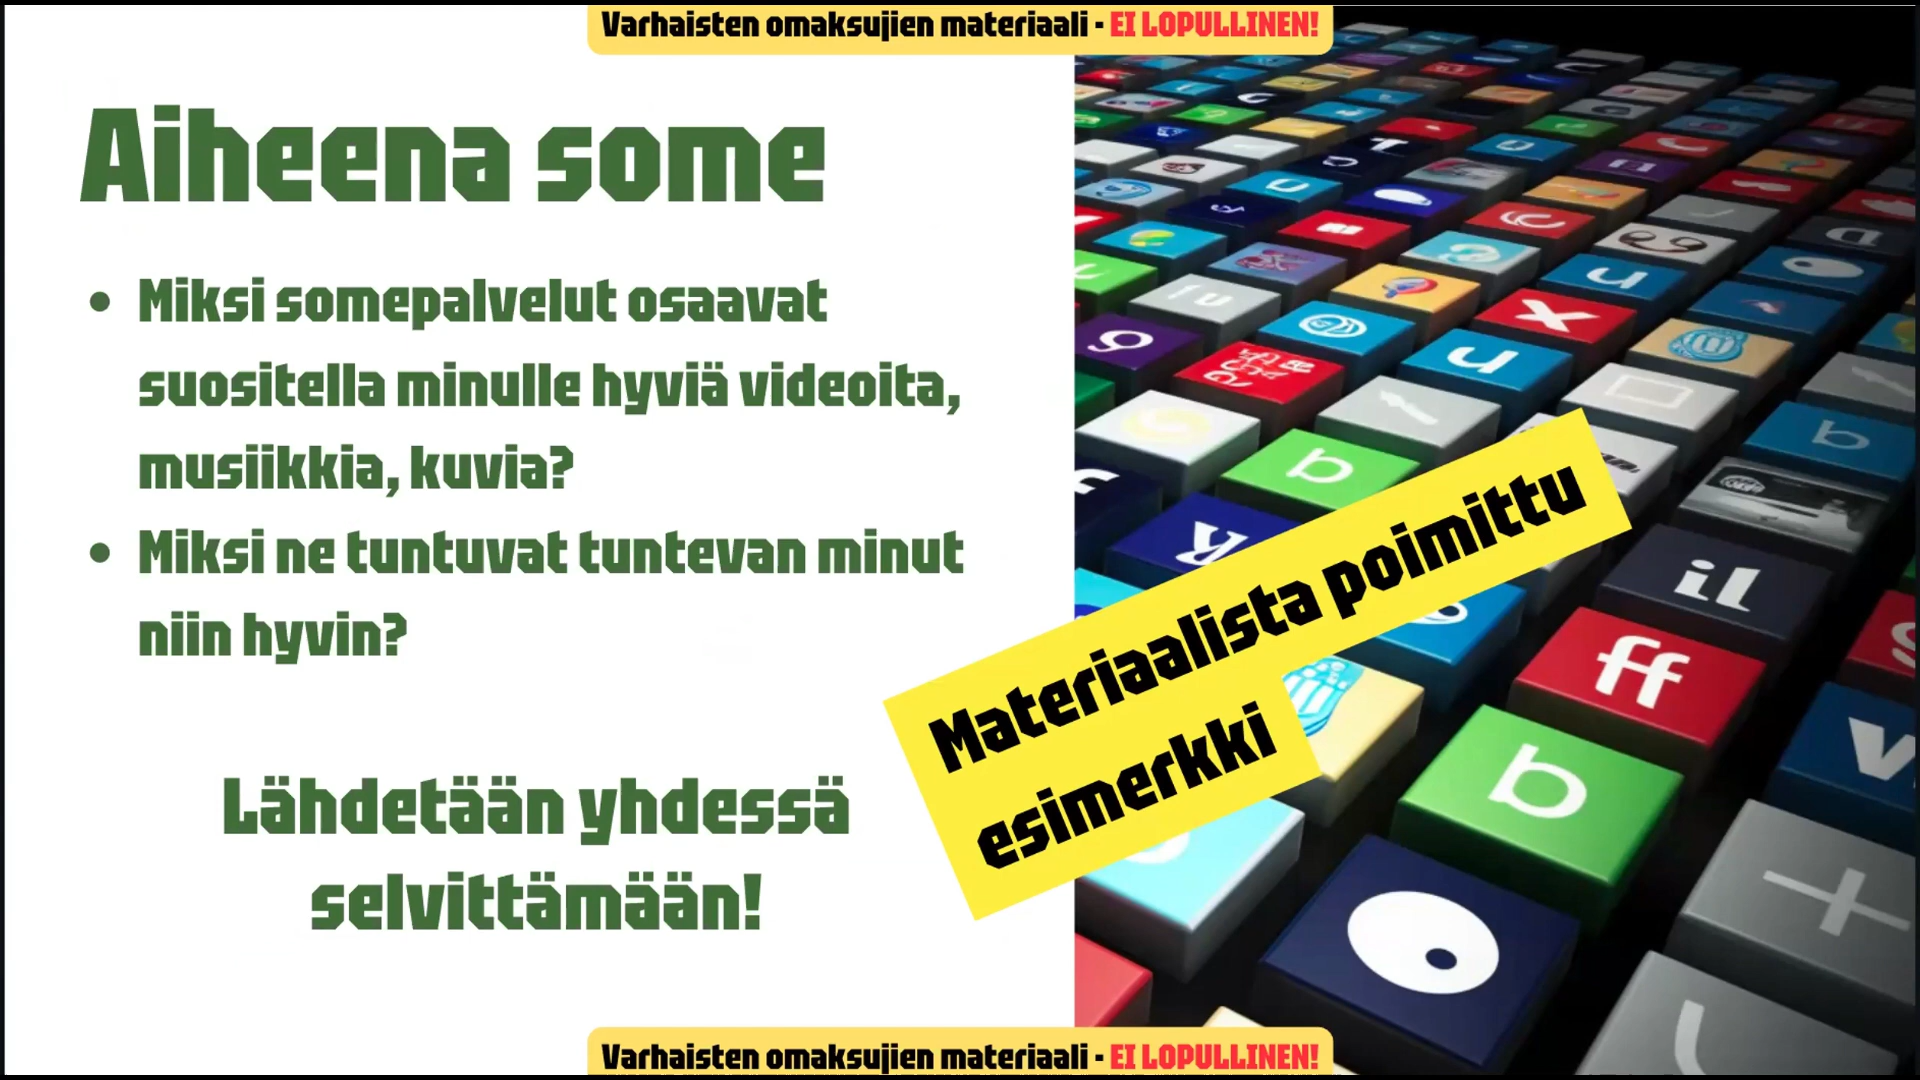 Varhaisten omaksujien materiaali - EI LOPULLINEN!
Aiheena some
• Miksi somepalvelut osaavat
suositella minulle hyviä videoita,
musiikkia, kuvia?
• Miksi ne tuntuvat tuntevan minut
niin hyvin?
Lähdetään yhdessä
selvittämään!
Materiaalista poimittu
esimerkki
Varhaisten omaksujien materiaali - EI LOPULLINEN!